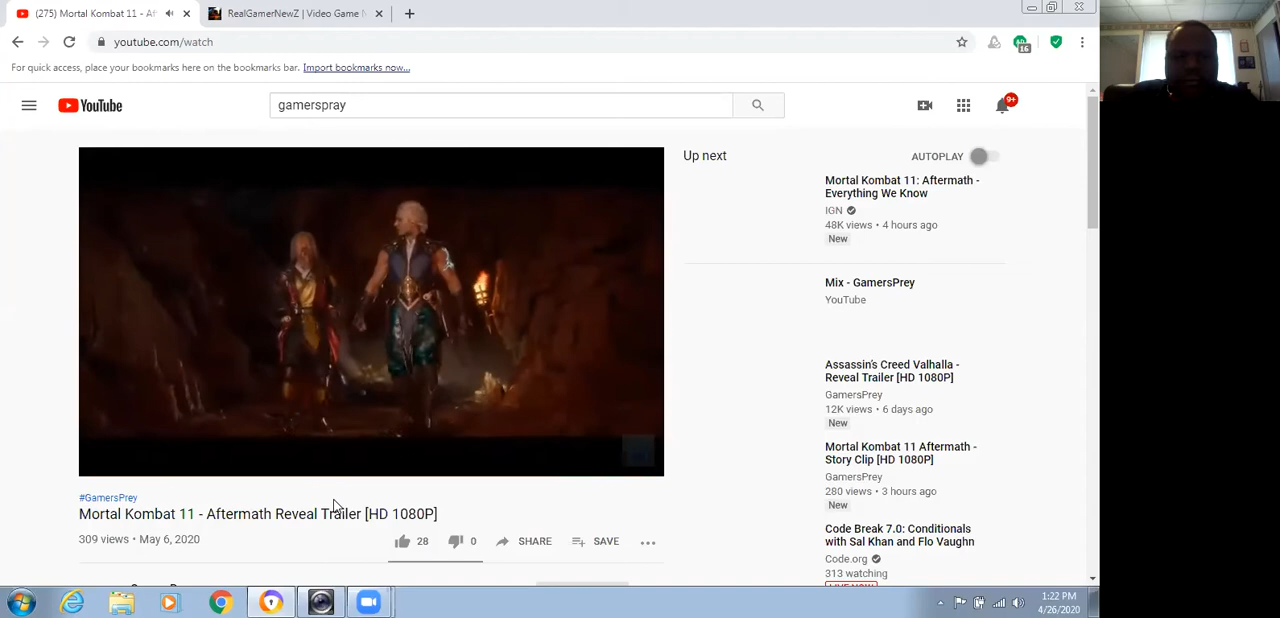 (275) Mortal Kombat 11 - Af
RealGamerNewZ | Video Game N
youtube.com/watch
16
For quick access, place your bookmarks here on the bookmarks bar. Import bookmarks now...
YouTube
gamerspray
9+
Up next
AUTOPLAY
Mortal Kombat 11: Aftermath -
Everything We Know
IGN
48K views • 4 hours ago
New
Mix - GamersPrey
YouTube
Assassin's Creed Valhalla -
Reveal Trailer [HD 1080P]
GamersPrey
12K views • 6 days ago
New
Mortal Kombat 11 Aftermath -
Story Clip [HD 1080P]
GamersPrey
280 views • 3 hours ago
New
Code Break 7.0: Conditionals
with Sal Khan and Flo Vaughn
Code.org
313 watching
LIVE NOW
#GamersPrey
Mortal Kombat 11 - Aftermath Reveal Trailer [HD 1080P]
309 views • May 6, 2020
28
0
SHARE
SAVE
1:22 PM
4/26/2020